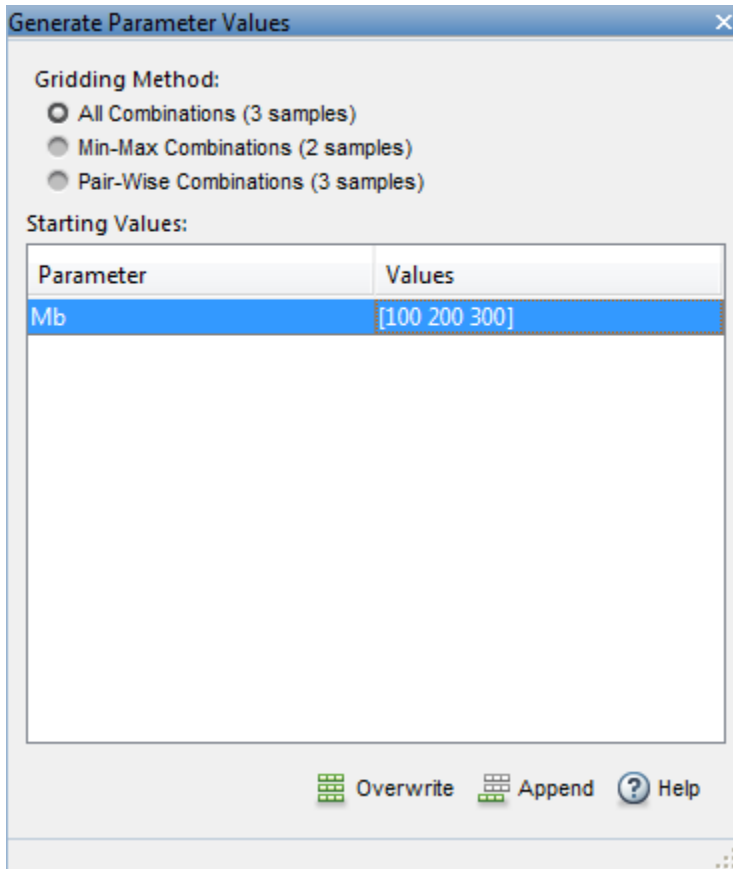 Generate Parameter Values
Gridding Method:
All Combinations (3 samples)
Min-Max Combinations (2 samples)
Pair-Wise Combinations (3 samples)
Starting Values:
Parameter Values
Mb [100 200 300]
Overwrite Append Help